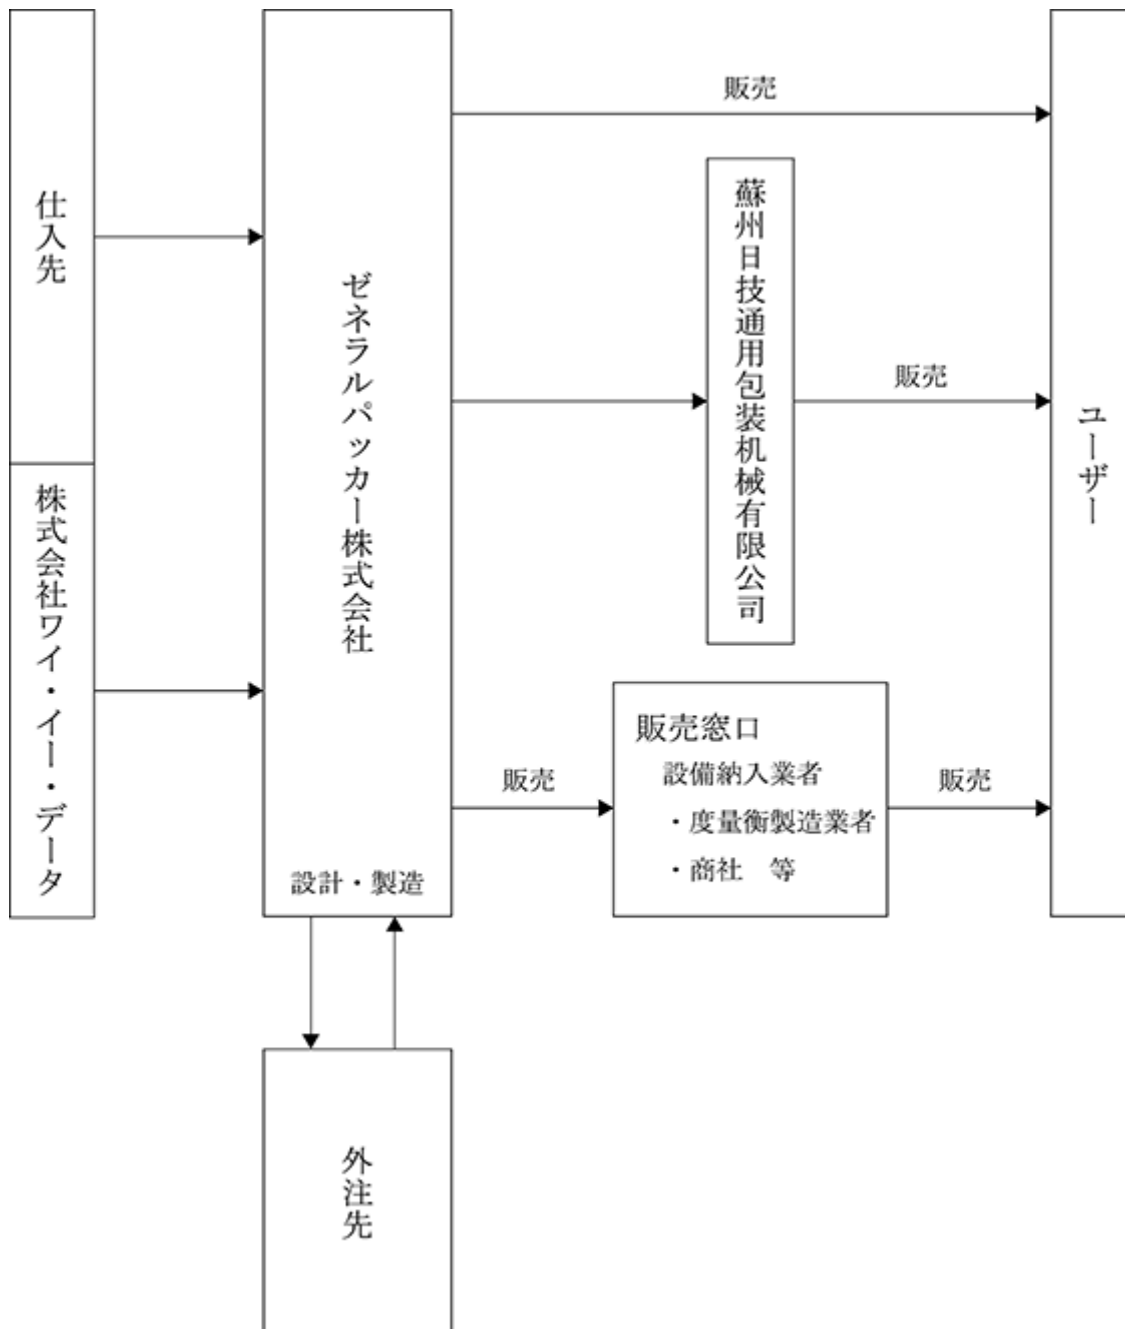 仕入先
株式会社ワイ・イー・データ
ゼネラルパッカー株式会社
設計・製造
外注先
販売
蘇州日技通用包装机械有限公司
販売
販売
販売窓口
設備納入業者
・度量衡製造業者
・商社　等
販売
ユーザー